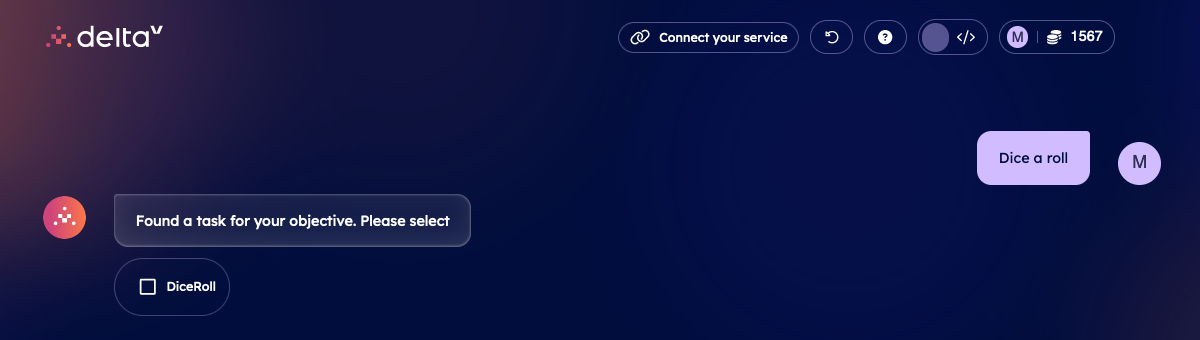 deltaV
Connect your service
?
</>
M
1567
Dice a roll
M
Found a task for your objective. Please select
DiceRoll